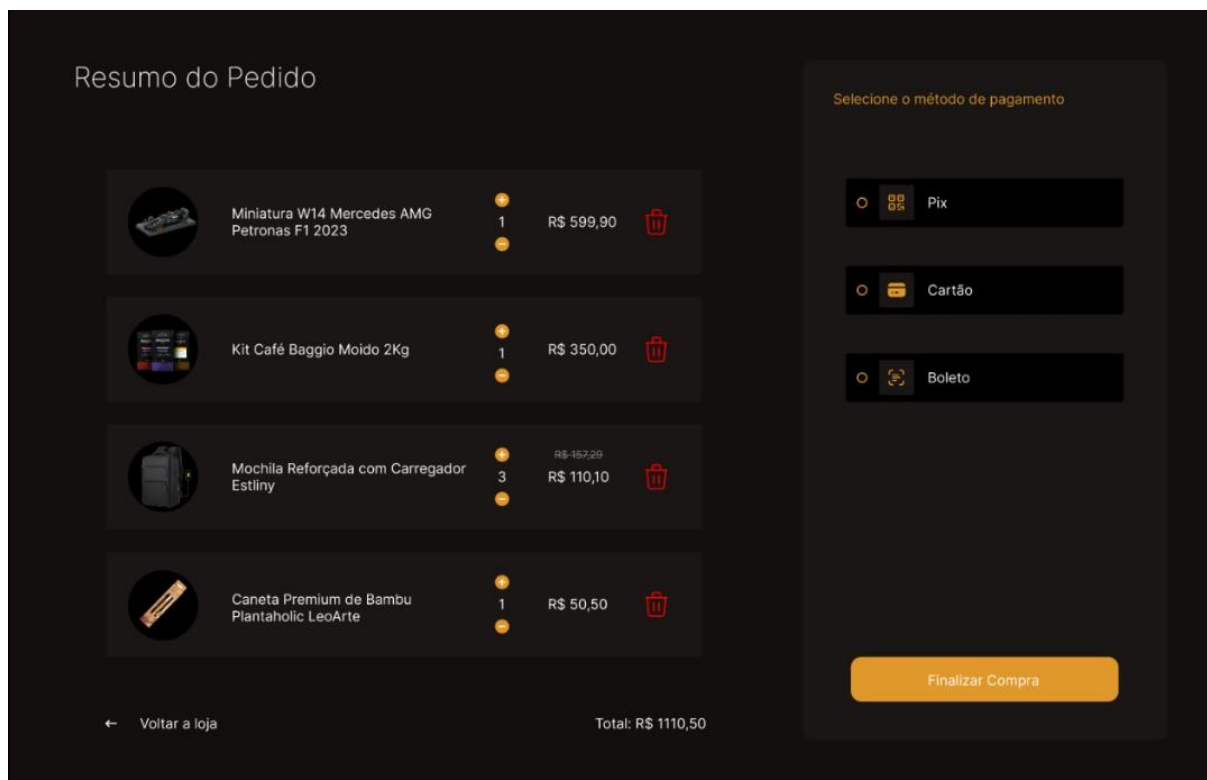 Resumo do Pedido
Miniatura W14 Mercedes AMG
Petronas F1 2023
1
R$ 599,90
Kit Café Baggio Moido 2Kg
1
R$ 350,00
Mochila Reforçada com Carregador
Estliny
3
R$ 157,29
R$ 110,10
Caneta Premium de Bambu
Plantaholic LeoArte
1
R$ 50,50
Voltar a loja
Total: R$ 1110,50
Selecione o método de pagamento
Pix
Cartão
Boleto
Finalizar Compra